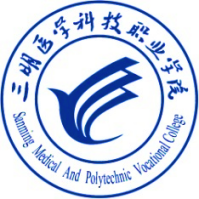 三明医学科技职业学院
Sanming Medical And Polytechnic Vocational College